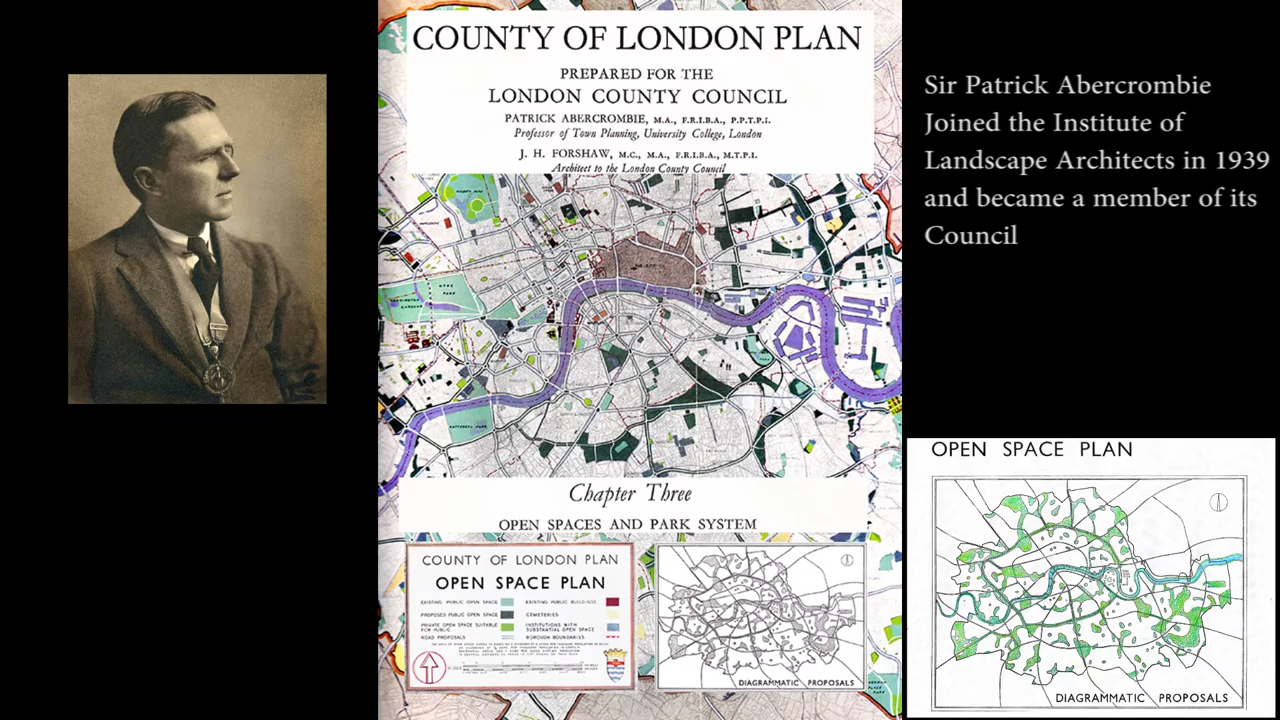 COUNTY OF LONDON PLAN
PREPARED FOR THE
LONDON COUNTY COUNCIL
PATRICK ABERCROMBIE, M.A., F.R.I.B.A., P.P.T.P.I.
Professor of Town Planning, University College, London
J. H. FORSHAW, M.C., M.A., F.R.I.B.A., M.T.P.I.
Architect to the London County Council
HYDE PARK
BATTERSEA PARK
Chapter Three
OPEN SPACES AND PARK SYSTEM
COUNTY OF LONDON PLAN
OPEN SPACE PLAN
EXISTING PUBLIC OPEN SPACE
EXISTING PUBLIC BUILDINGS
PROPOSED PUBLIC OPEN SPACE
CEMETERIES
PRIVATE OPEN SPACE SUITABLE FOR PUBLIC
INSTITUTIONS WITH SUBSTANTIAL OPEN SPACE
ROAD PROPOSALS
BOROUGH BOUNDARIES
DIAGRAMMATIC PROPOSALS
Sir Patrick Abercrombie
Joined the Institute of
Landscape Architects in 1939
and became a member of its
Council
OPEN SPACE PLAN
DIAGRAMMATIC PROPOSALS